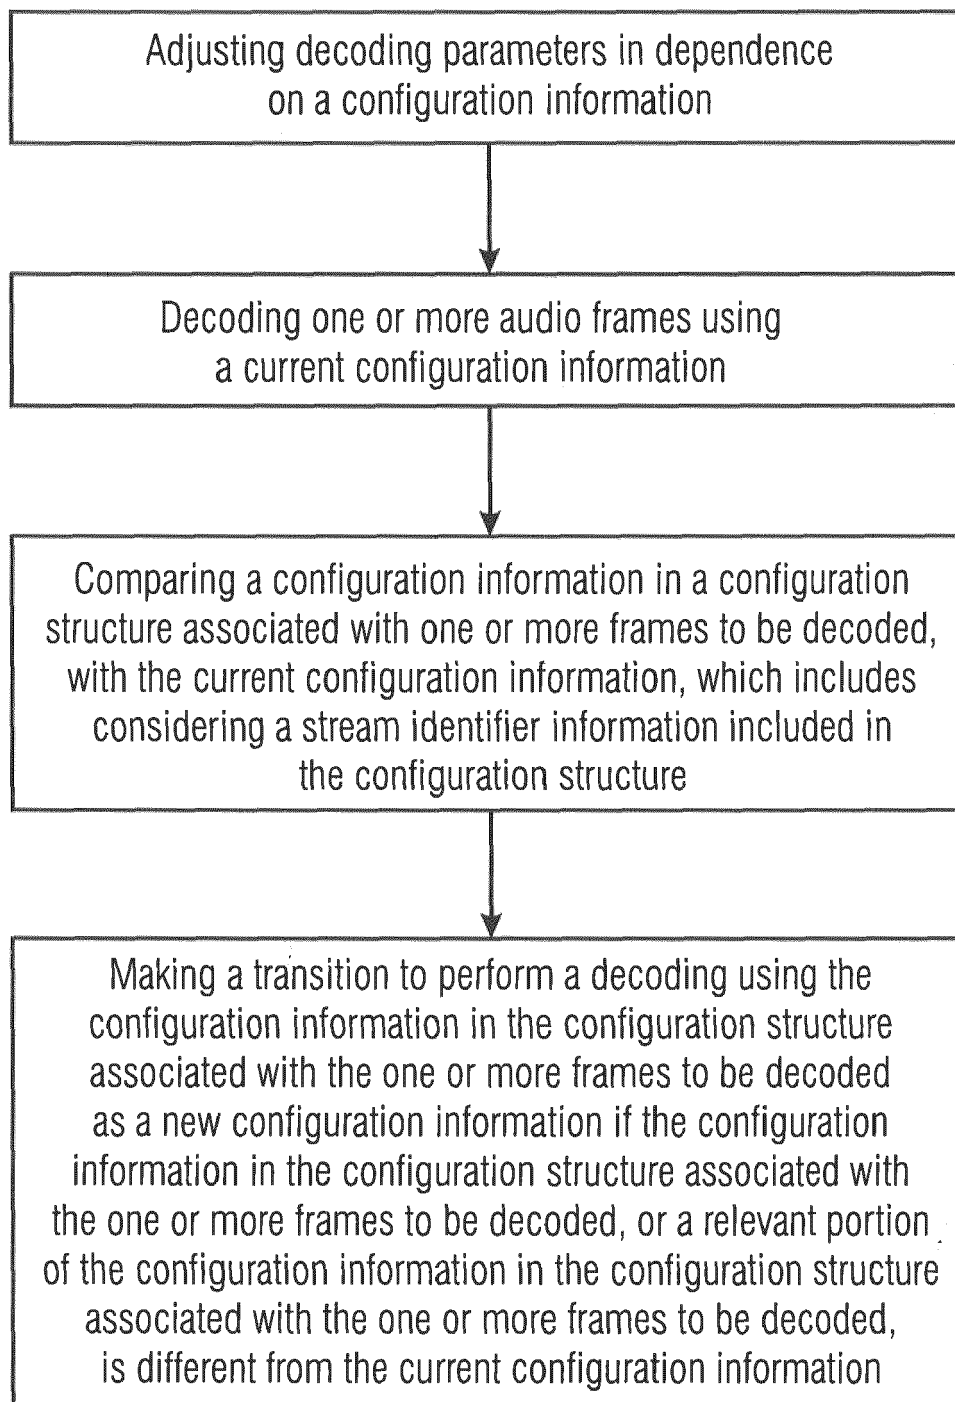 Adjusting decoding parameters in dependence
on a configuration information
Decoding one or more audio frames using
a current configuration information
Comparing a configuration information in a configuration
structure associated with one or more frames to be decoded,
with the current configuration information, which includes
considering a stream identifier information included in
the configuration structure
Making a transition to perform a decoding using the
configuration information in the configuration structure
associated with the one or more frames to be decoded
as a new configuration information if the configuration
information in the configuration structure associated with
the one or more frames to be decoded, or a relevant portion
of the configuration information in the configuration structure
associated with the one or more frames to be decoded,
is different from the current configuration information